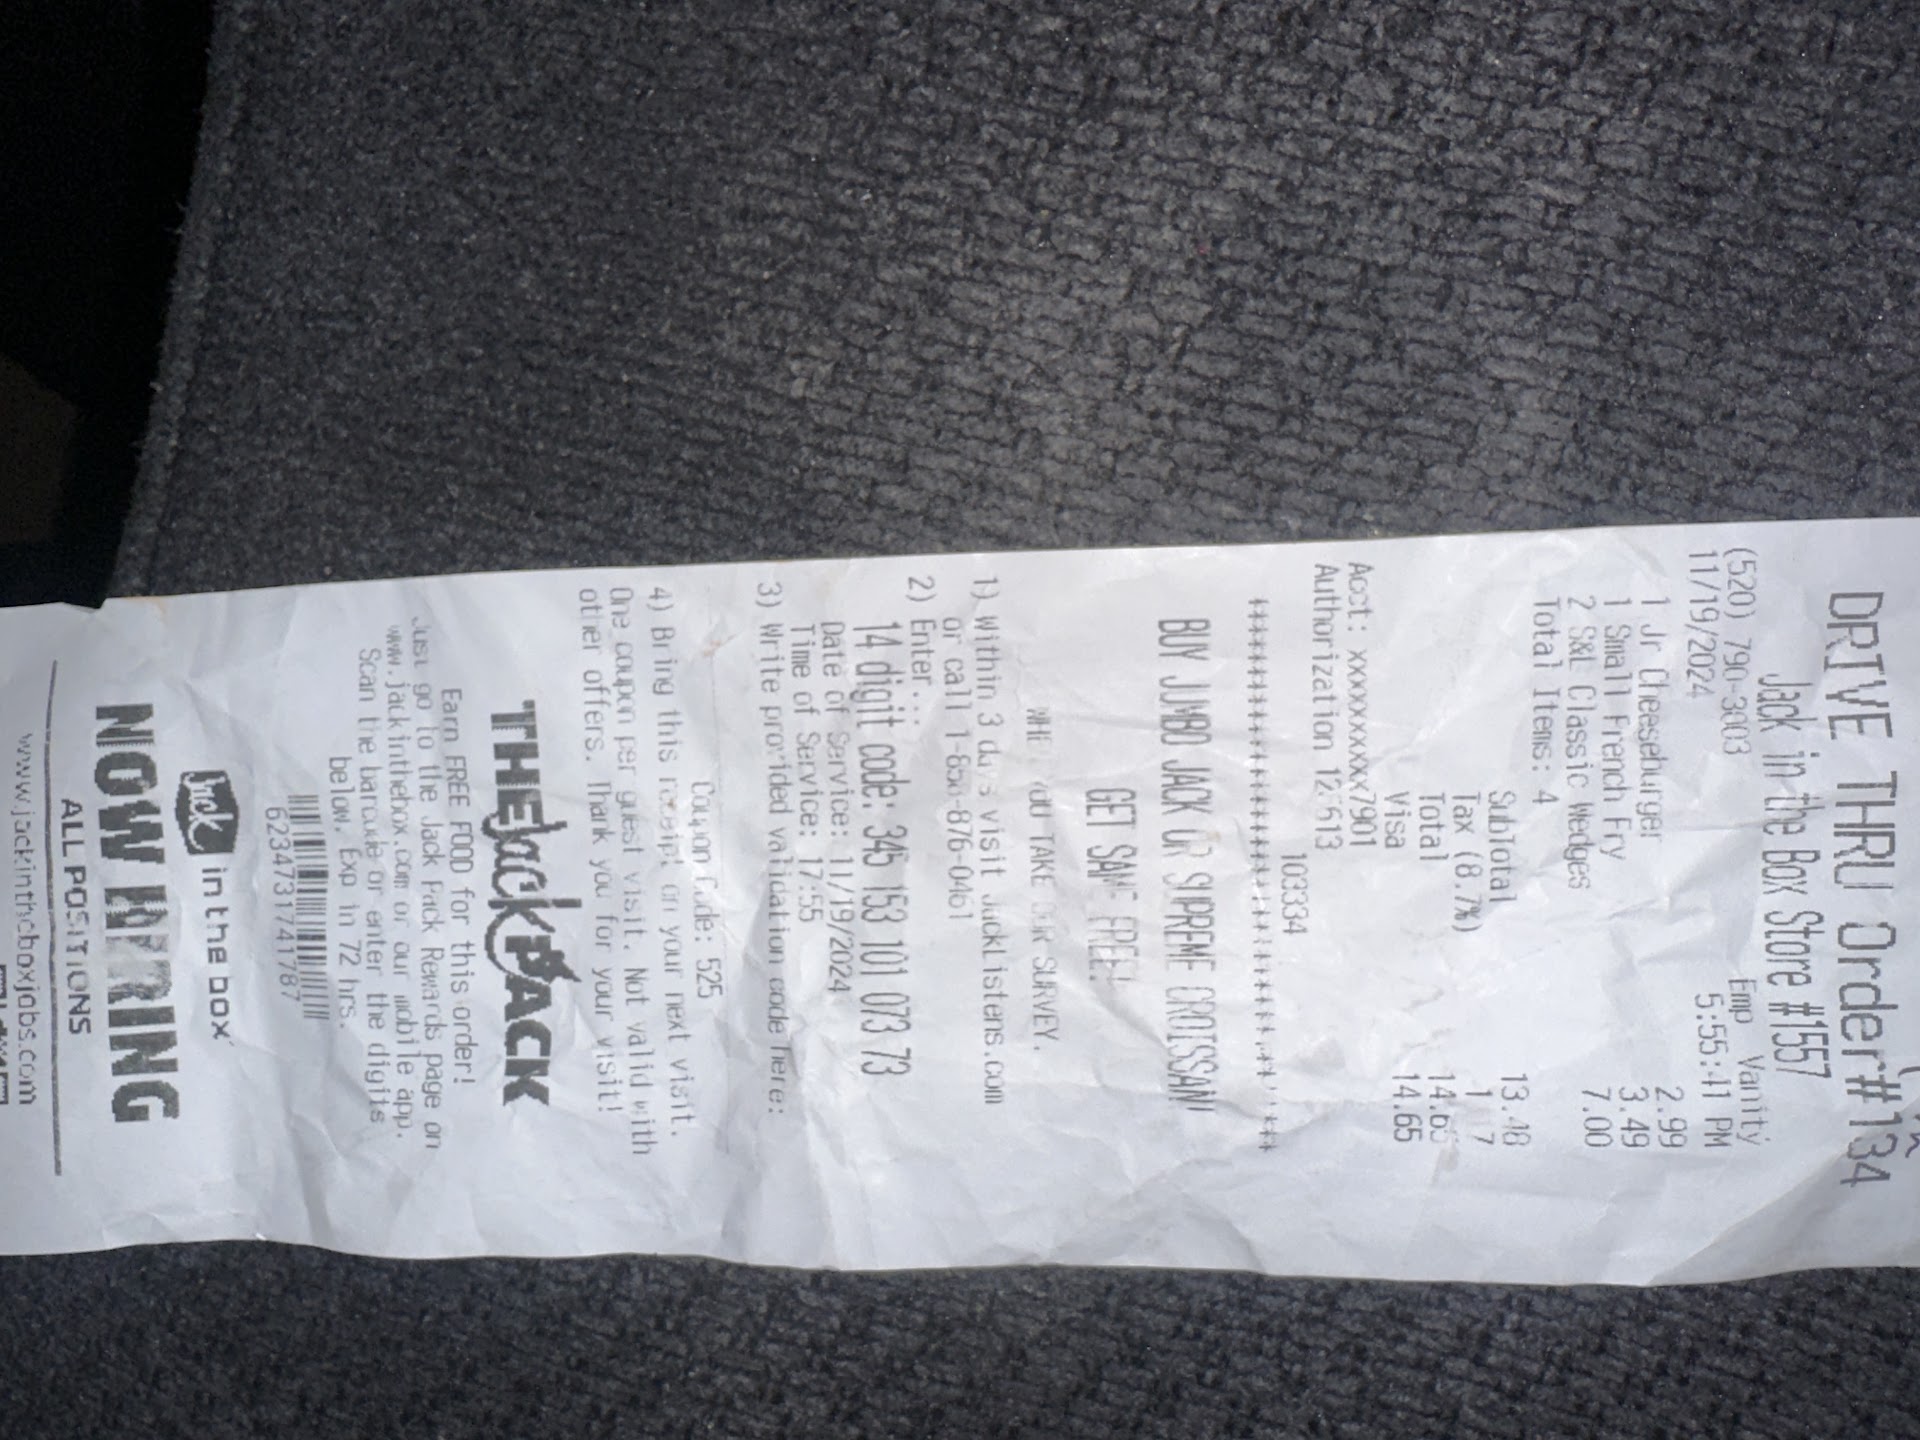 DRIVE THRU Order#134
Jack in the Box Store #1557
Emp Vanity
(520) 790-3003
11/19/2024 5:55:41 PM
1 Jr Cheeseburger 2.99
1 Small French Fry 3.49
2 S&L Classic Wedges 7.00
Total Items: 4
SubTotal 13.48
Tax (8.7%) 1.17
Total 14.65
Visa 14.65
Acct: xxxxxxxxxxxx7901
Authorization
103334
BUY JUMBO JACK OR SUPREME CROISSANT
GET SAME FREE!
WHEN YOU TAKE OUR SURVEY.
1) Within 3 days visit JackListens.com
or call
2) Enter...
14 digit code: 345 153 101 073 73
Date of Service: 11/19/2024
Time of Service: 17:55
3) Write provided validation code here:
Coupon Code: 525
4) Bring this receipt on your next visit.
One coupon per guest visit. Not valid with
other offers. Thank you for your visit!
THE Jack PACK
Earn FREE FOOD for this order!
Just go to the Jack Pack Rewards page on
www.jackinthebox.com or our mobile app.
Scan the barcode or enter the digits
below. Exp in 72 hrs.
6234731741787
Jack in the box
NOW HIRING
ALL POSITIONS
www.jackintheboxjobs.com